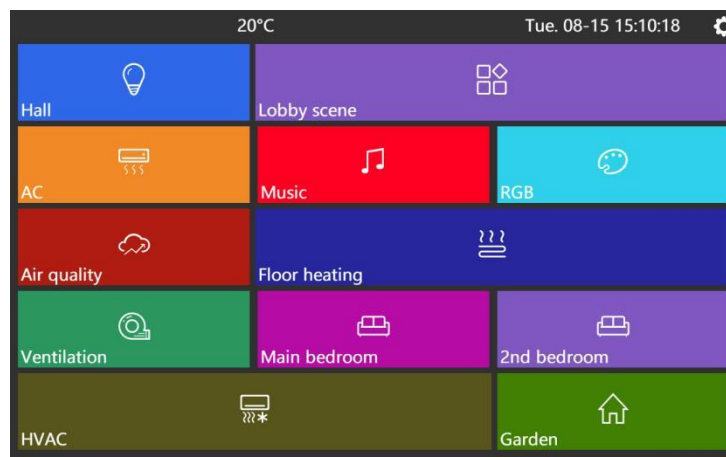 20°C Tue. 08-15 15:10:18
Hall
Lobby scene
AC
Music
RGB
Air quality
Floor heating
Ventilation
Main bedroom
2nd bedroom
HVAC
Garden